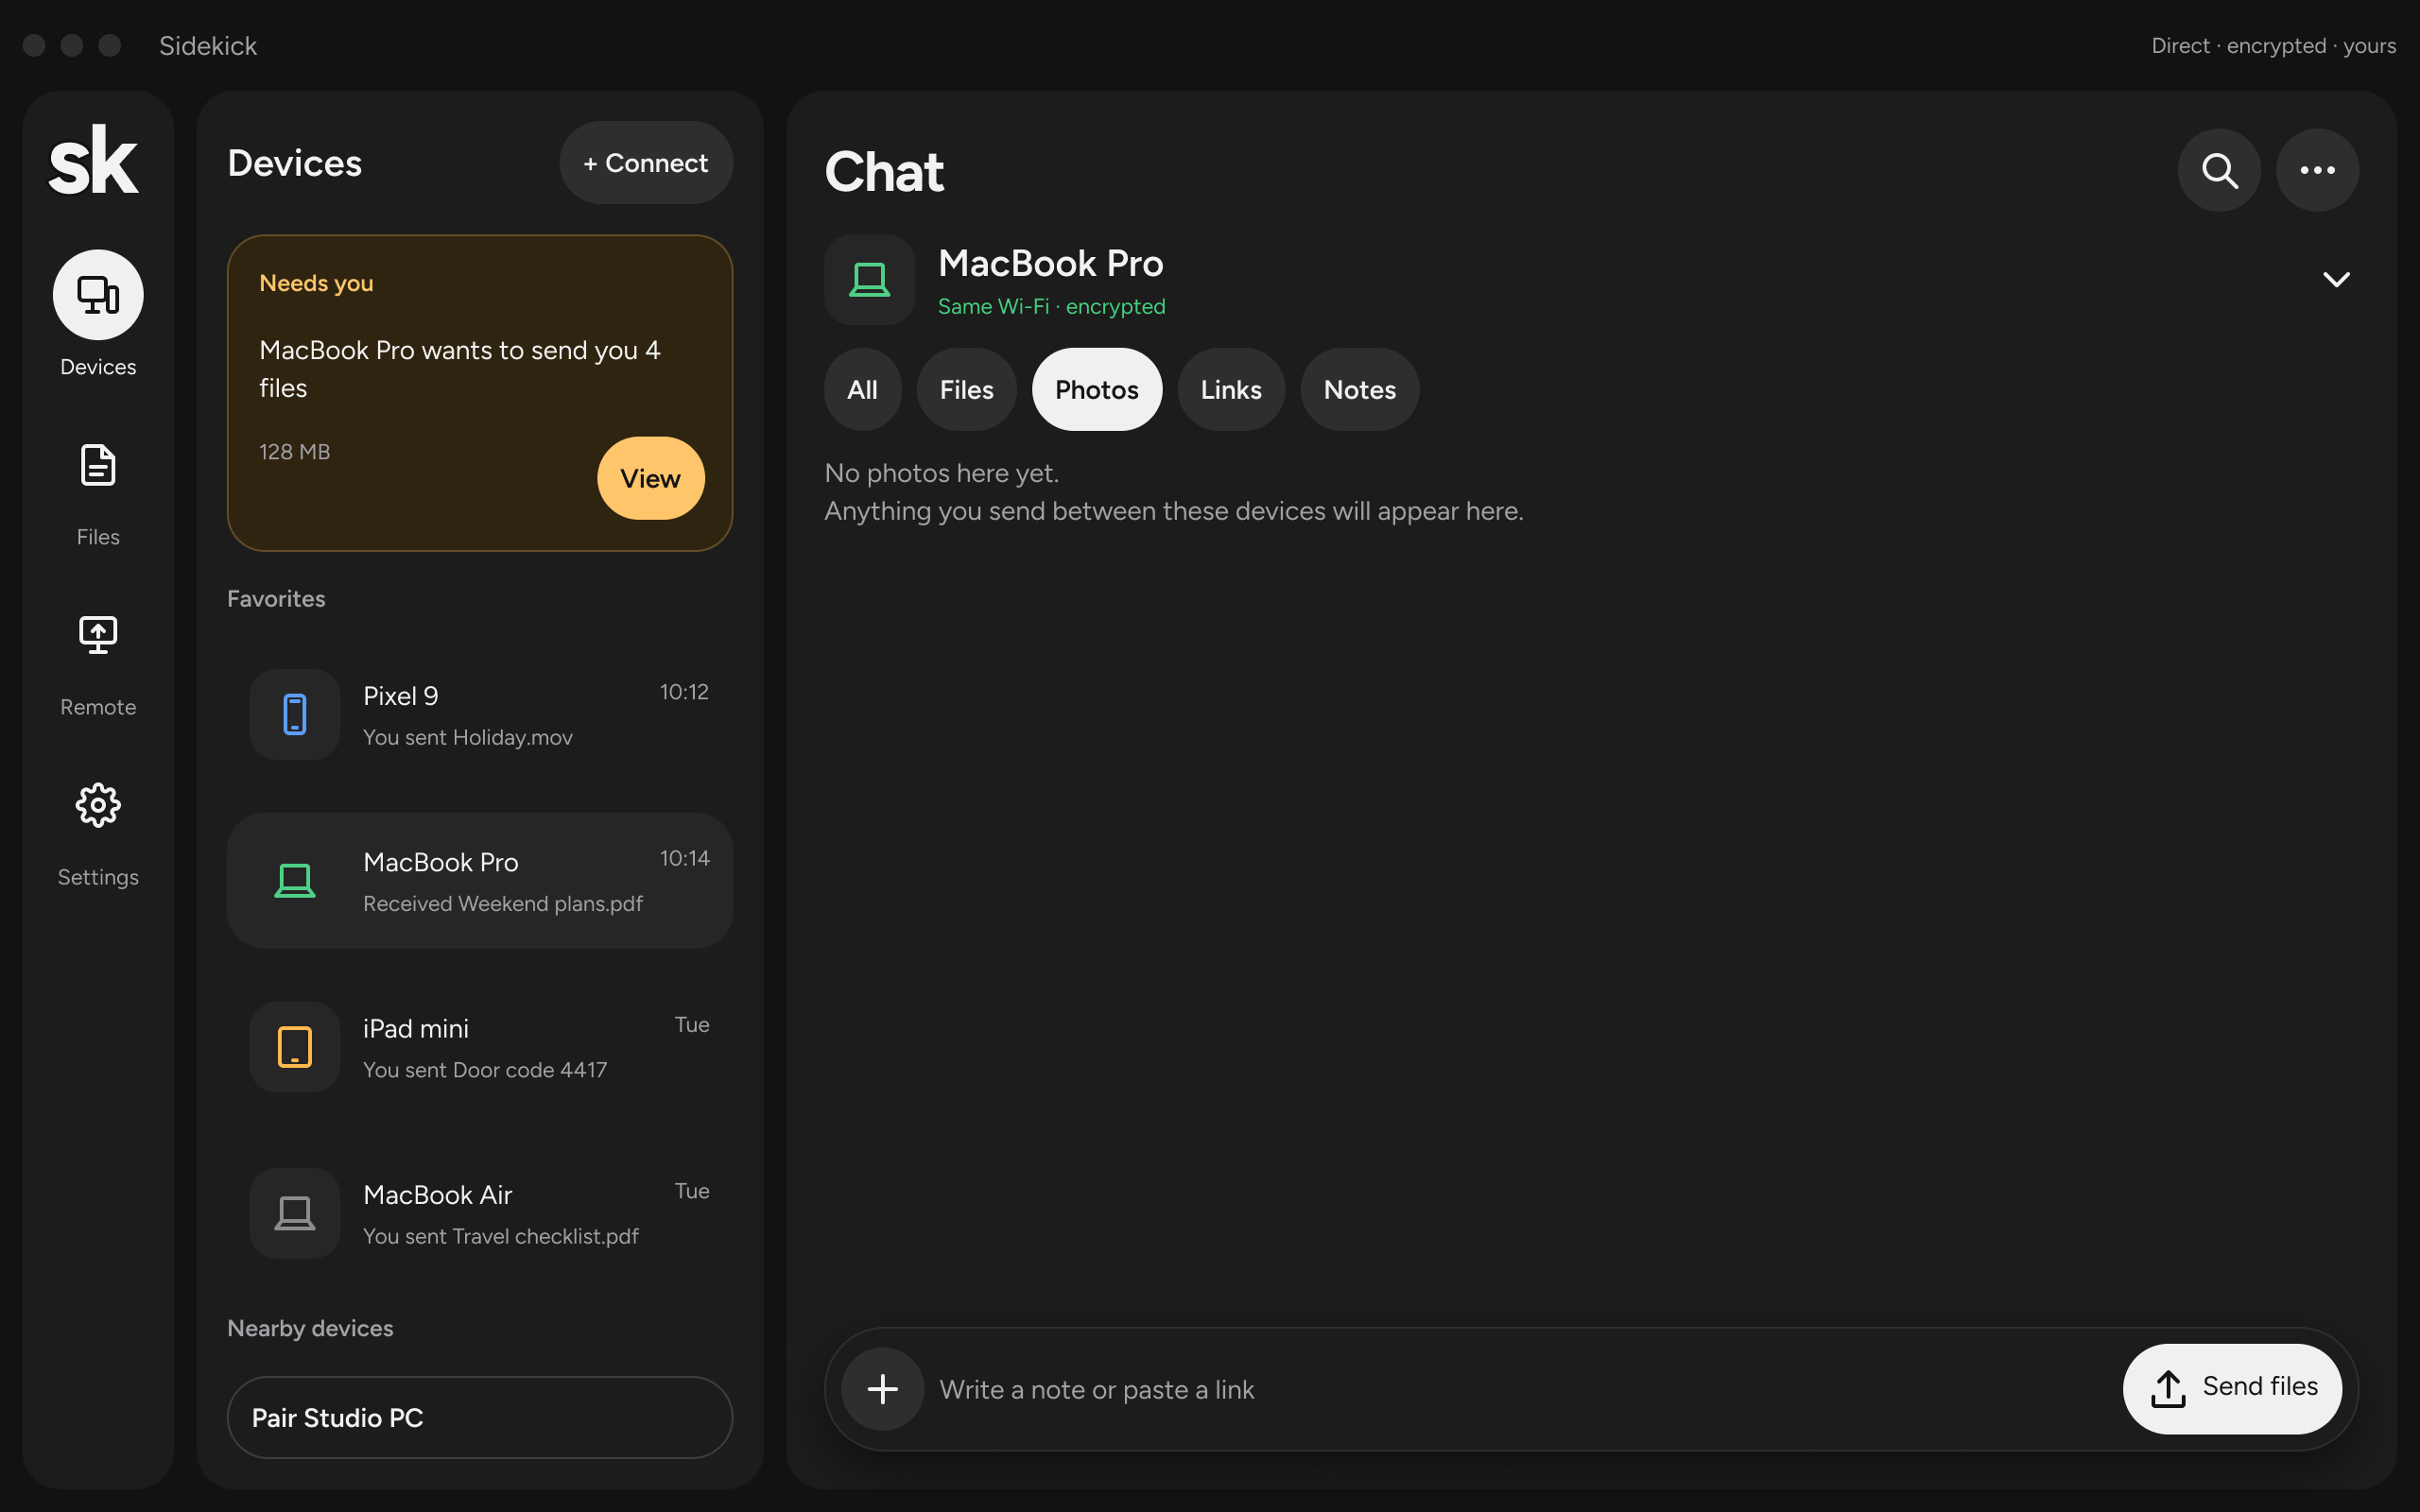 Sidekick
Direct · encrypted · yours
sk
Devices
Files
Remote
Settings
Devices
+ Connect
Needs you
MacBook Pro wants to send you 4
files
128 MB
View
Favorites
Pixel 9
10:12
You sent Holiday.mov
MacBook Pro
10:14
Received Weekend plans.pdf
iPad mini
Tue
You sent Door code 4417
MacBook Air
Tue
You sent Travel checklist.pdf
Nearby devices
Pair Studio PC
Chat
MacBook Pro
Same Wi-Fi · encrypted
All
Files
Photos
Links
Notes
No photos here yet.
Anything you send between these devices will appear here.
Write a note or paste a link
Send files